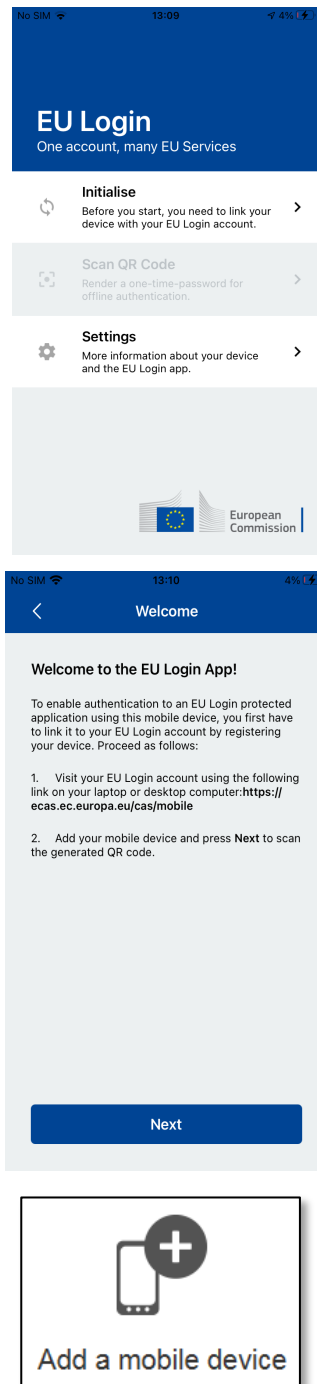 No SIM 13:09 4%
EU Login
One account, many EU Services
Initialise
Before you start, you need to link your
device with your EU Login account.
Scan QR Code
Render a one-time-password for
offline authentication.
Settings
More information about your device
and the EU Login app.
European
Commission
No SIM 13:10 4%
Welcome
Welcome to the EU Login App!
To enable authentication to an EU Login protected
application using this mobile device, you first have
to link it to your EU Login account by registering
your device. Proceed as follows:
1. Visit your EU Login account using the following
link on your laptop or desktop computer:https://
ecas.ec.europa.eu/cas/mobile
2. Add your mobile device and press Next to scan
the generated QR code.
Next
Add a mobile device